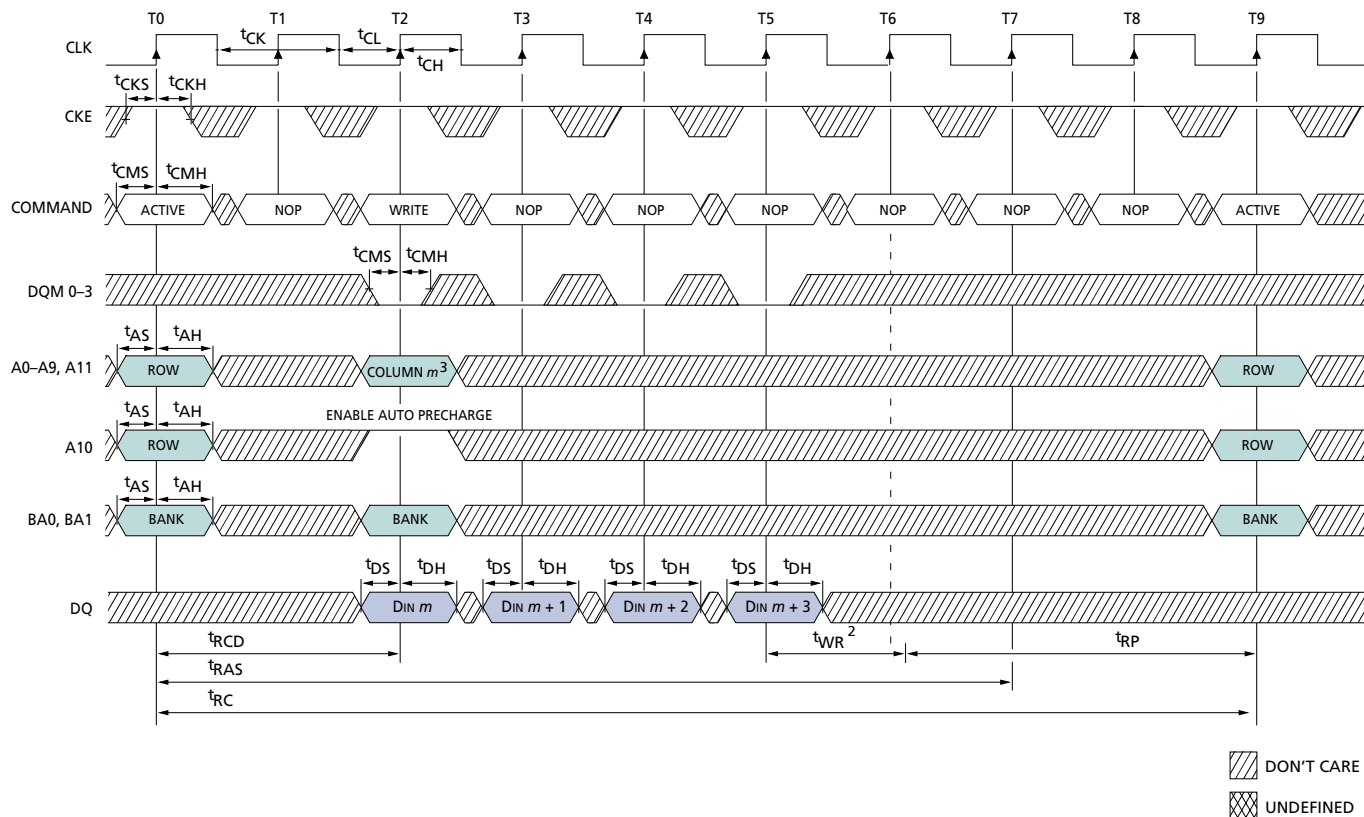 T0 T1 T2 T3 T4 T5 T6 T7 T8 T9
CLK tCK tCL tCH
tCKS tCKH
CKE
tCMS tCMH
COMMAND ACTIVE NOP WRITE NOP NOP NOP NOP NOP NOP ACTIVE
tCMS tCMH
DQM 0–3
tAS tAH
A0–A9, A11 ROW COLUMN m3 ROW
ENABLE AUTO PRECHARGE
tAS tAH
A10 ROW ROW
tAS tAH
BA0, BA1 BANK BANK BANK
tDS tDH tDS tDH tDS tDH tDS tDH
DQ DIN m DIN m + 1 DIN m + 2 DIN m + 3
tRCD tWR 2 tRP
tRAS
tRC
DON'T CARE
UNDEFINED